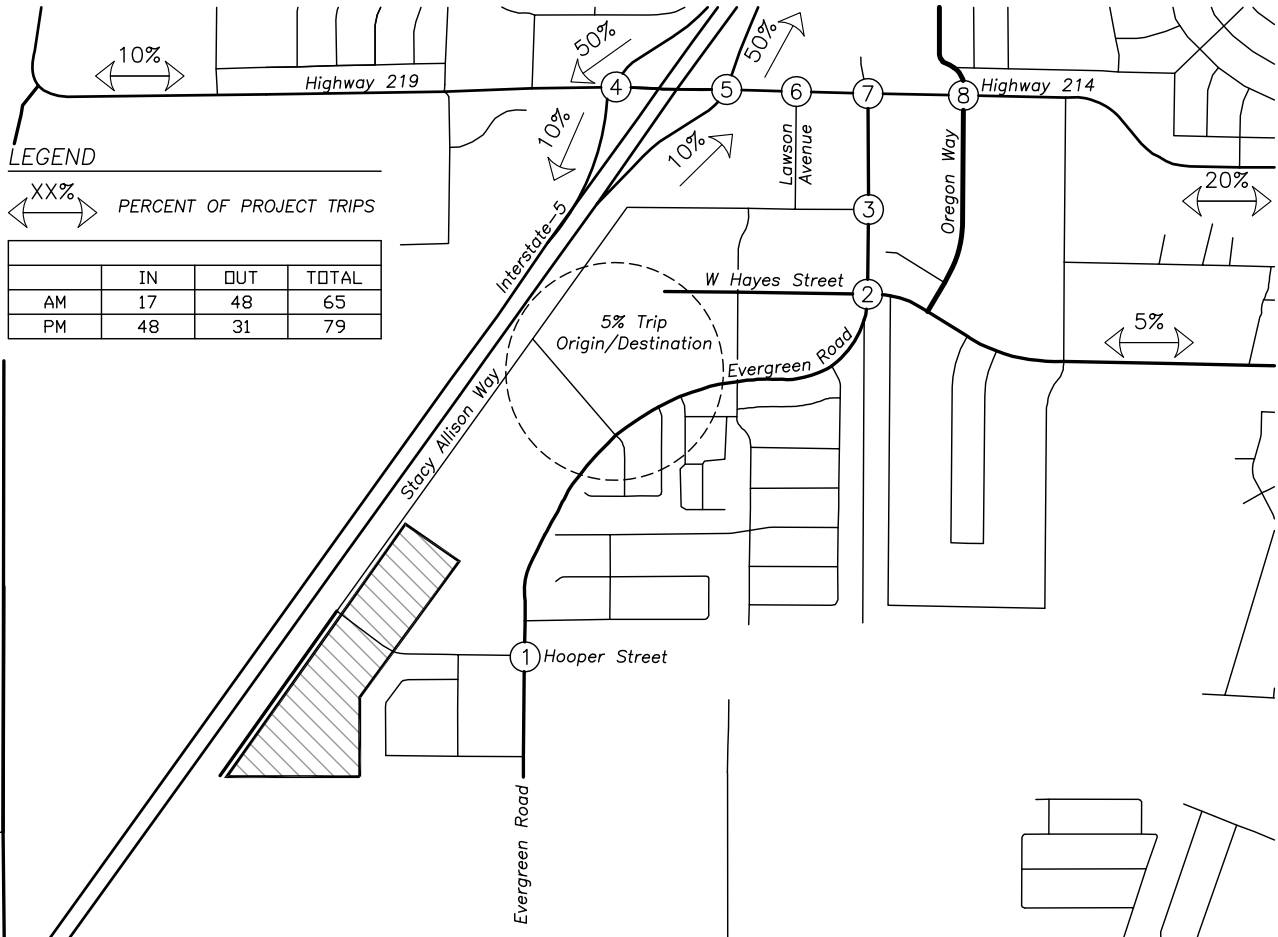 50%
50%
10%
Highway 219
4
5
6
7
8
Highway 214
10%
10%
Lawson
Avenue
Oregon Way
LEGEND
XX%
PERCENT OF PROJECT TRIPS
20%
3
IN OUT TOTAL
AM 17 48 65
PM 48 31 79
Interstate-5
W Hayes Street
2
5% Trip
Origin/Destination
5%
Evergreen Road
Stacy Allison Way
1
Hooper Street
Evergreen Road